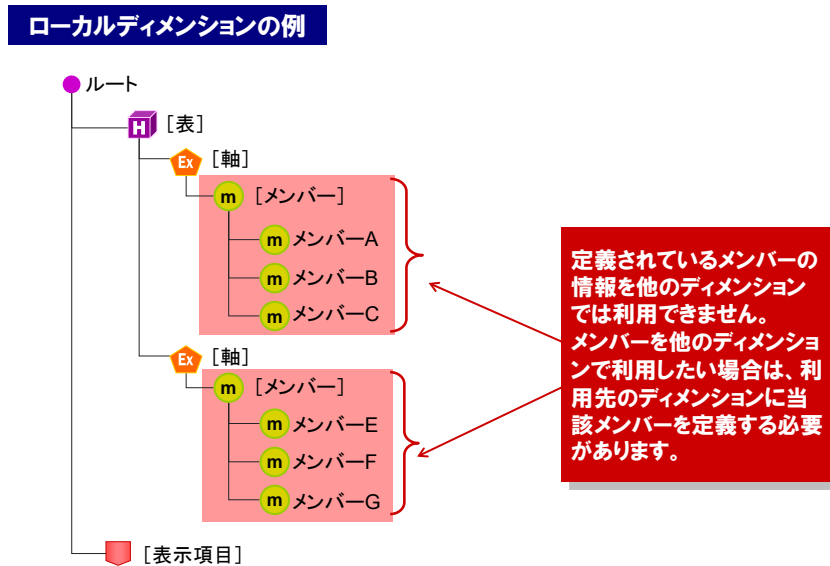 ローカルディメンションの例
ルート
H [表]
Ex [軸]
m [メンバー]
m メンバーA
m メンバーB
m メンバーC
Ex [軸]
m [メンバー]
m メンバーE
m メンバーF
m メンバーG
[表示項目]
定義されているメンバーの
情報を他のディメンション
では利用できません。
メンバーを他のディメンショ
ンで利用したい場合は、利
用先のディメンションに当
該メンバーを定義する必要
があります。